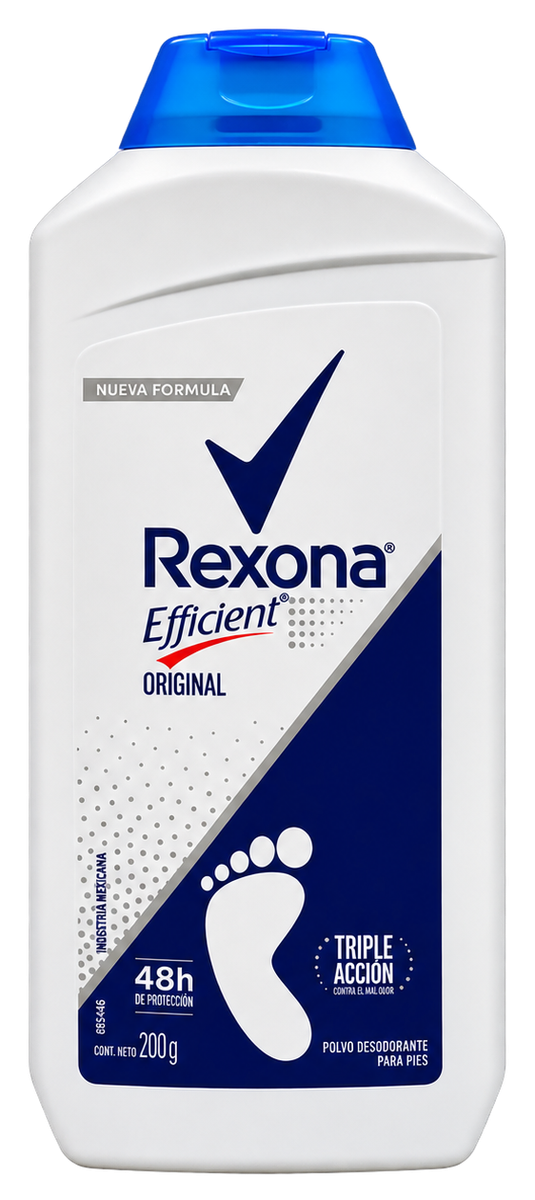 NUEVA FORMULA
Rexona®
Efficient®
ORIGINAL
INDSTRIA MEXICANA
685446
48h
DE PROTECCIÓN
CONT. NETO 200g
TRIPLE
ACCIÓN
CONTRA EL MAL OLOR
POLVO DESODORANTE
PARA PIES